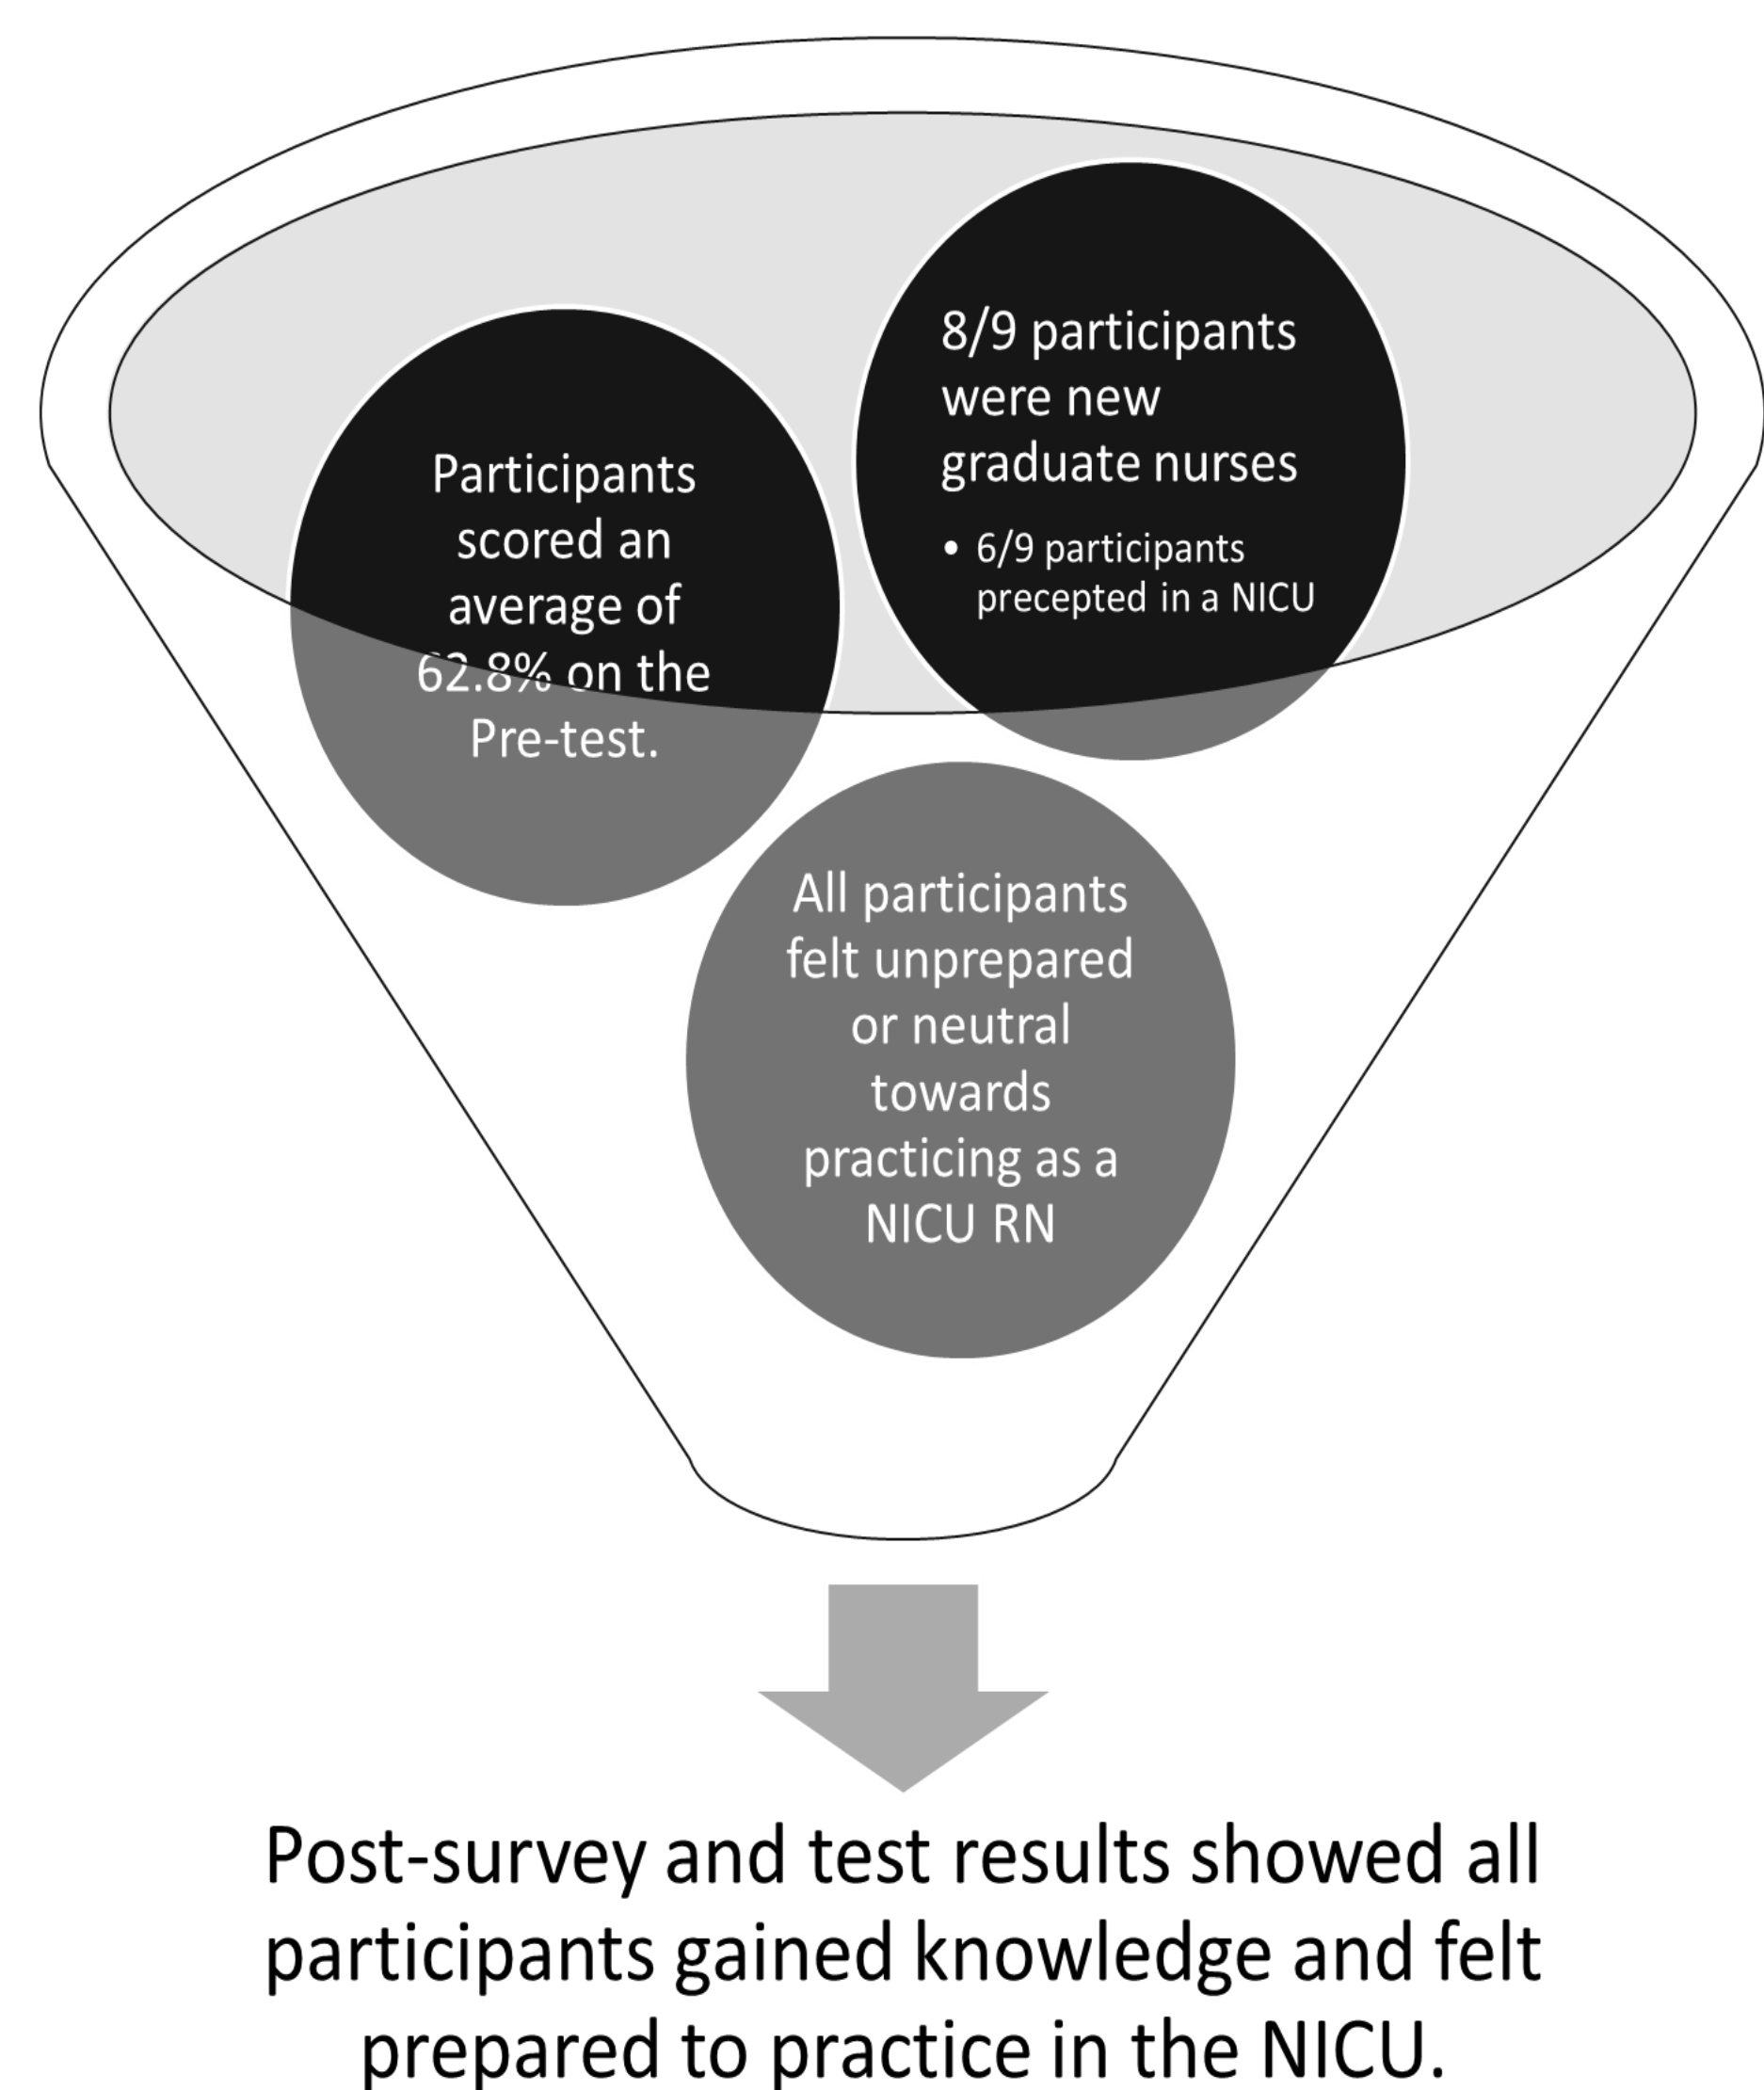 Participants
scored an
average of
62.8% on the
Pre-test.
8/9 participants
were new
graduate nurses
• 6/9 participants
precepted in a NICU
All participants
felt unprepared
or neutral
towards
practicing as a
NICU RN
Post-survey and test results showed all
participants gained knowledge and felt
prepared to practice in the NICU.